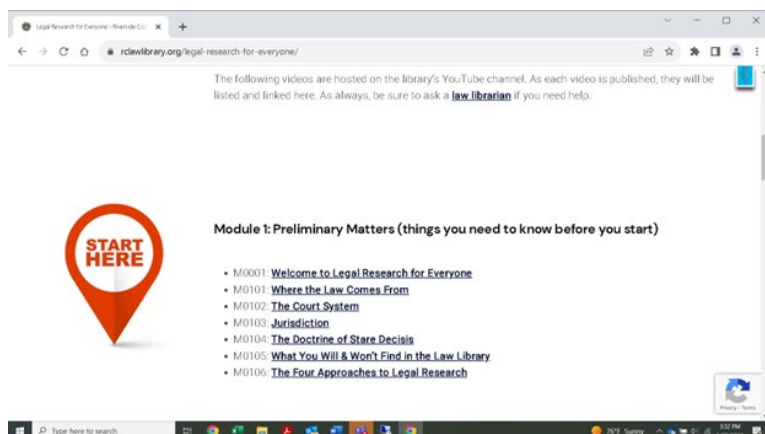 Legal Research for Everyone - Riverside Co
rclawlibrary.org/legal-research-for-everyone/
The following videos are hosted on the library's YouTube channel. As each video is published, they will be
listed and linked here. As always, be sure to ask a law librarian if you need help.
START
HERE
Module 1: Preliminary Matters (things you need to know before you start)
• M0001: Welcome to Legal Research for Everyone
• M0101: Where the Law Comes From
• M0102: The Court System
• M0103: Jurisdiction
• M0104: The Doctrine of Stare Decisis
• M0105: What You Will & Won't Find in the Law Library
• M0106: The Four Approaches to Legal Research
Privacy - Terms
Type here to search
76°F Sunny
3:32 PM